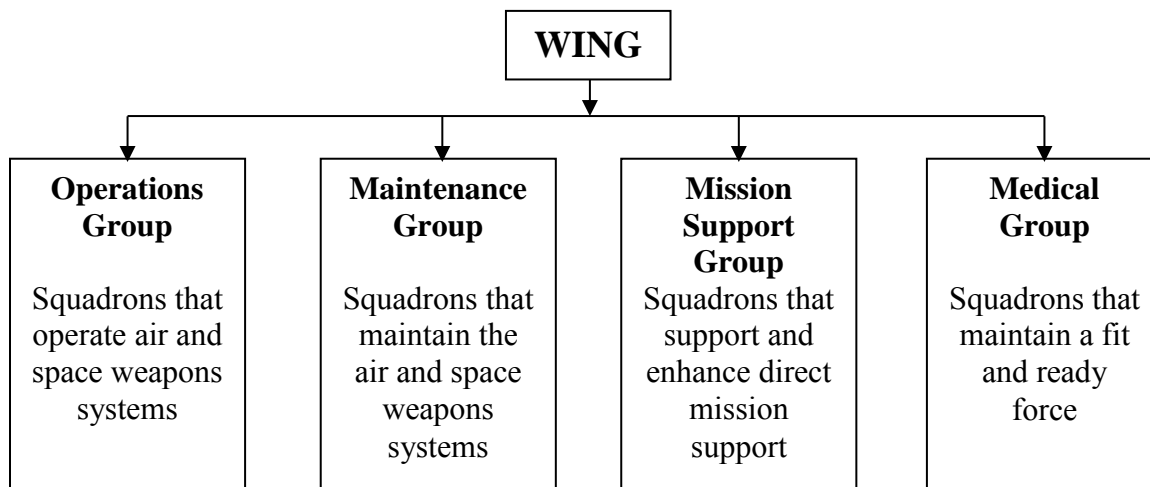 WING
Operations
Group
Squadrons that
operate air and
space weapons
systems
Maintenance
Group
Squadrons that
maintain the
air and space
weapons
systems
Mission
Support
Group
Squadrons that
support and
enhance direct
mission
support
Medical
Group
Squadrons that
maintain a fit
and ready
force